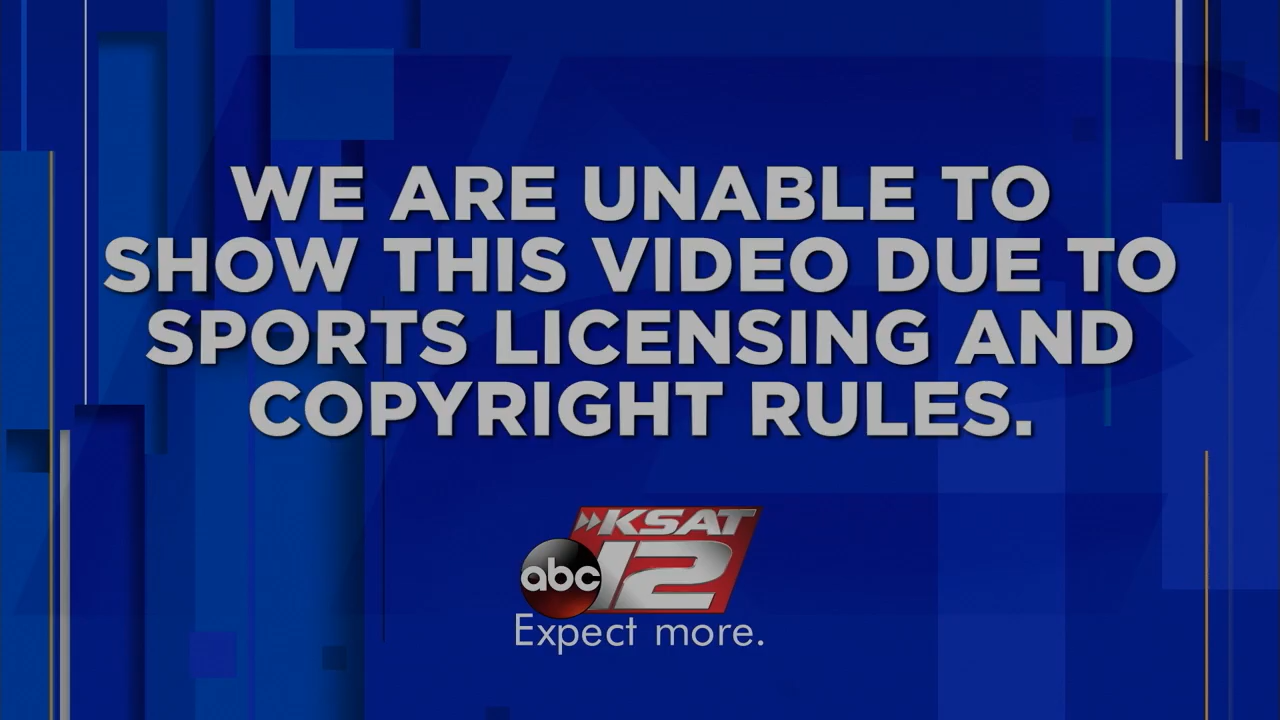 WE ARE UNABLE TO
SHOW THIS VIDEO DUE TO
SPORTS LICENSING AND
COPYRIGHT RULES.
KSAT
abc 12
Expect more.